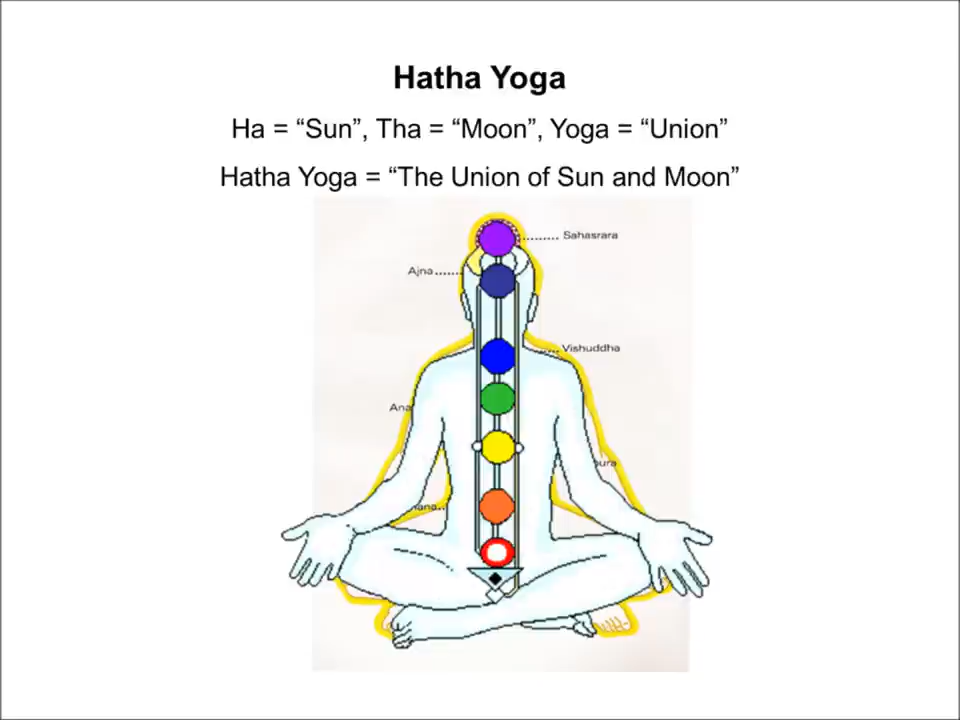 Hatha Yoga
Ha = “Sun”, Tha = “Moon”, Yoga = “Union”
Hatha Yoga = “The Union of Sun and Moon”
Sahasrara
Ajna
Vishuddha